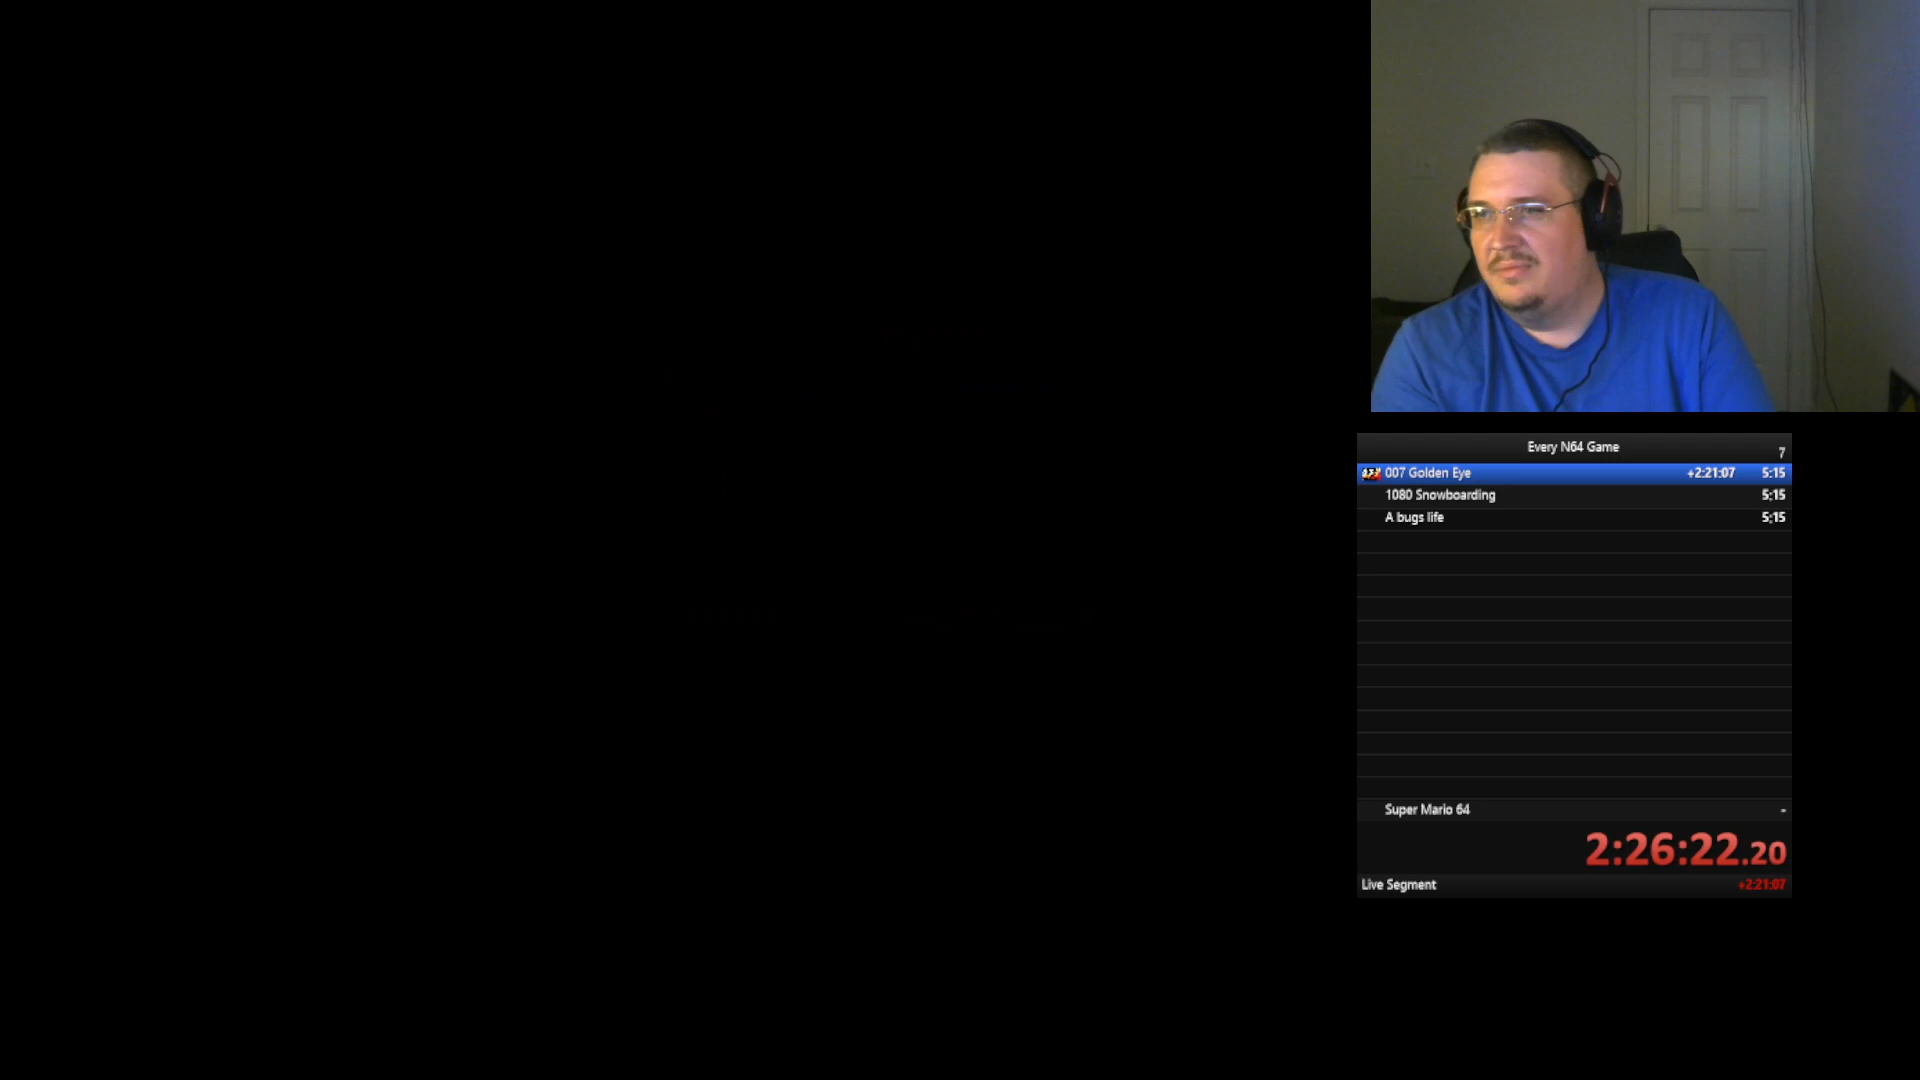 Every N64 Game
7
007 Golden Eye +2:21:07 5:15
1080 Snowboarding 5:15
A bugs life 5:15
Super Mario 64 -
2:26:22.20
Live Segment +2:21:07